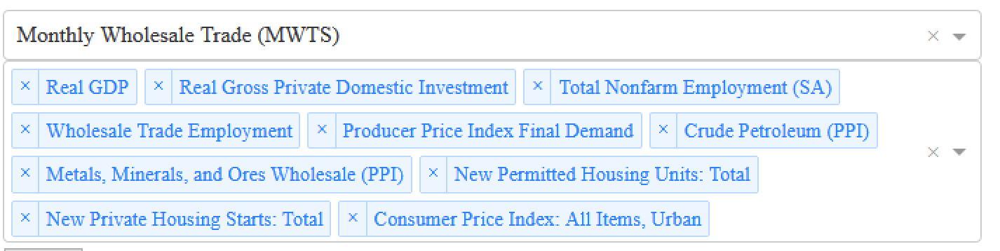 Monthly Wholesale Trade (MWTS)
× Real GDP × Real Gross Private Domestic Investment × Total Nonfarm Employment (SA)
× Wholesale Trade Employment × Producer Price Index Final Demand × Crude Petroleum (PPI)
× Metals, Minerals, and Ores Wholesale (PPI) × New Permitted Housing Units: Total
× New Private Housing Starts: Total × Consumer Price Index: All Items, Urban